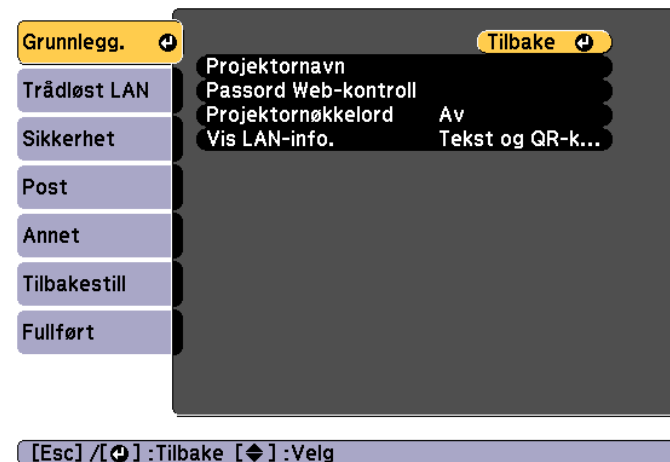 Grunnlegg.
Tilbake
Projektornavn
Trådløst LAN
Passord Web-kontroll
Projektornøkkelord Av
Sikkerhet
Vis LAN-info. Tekst og QR-k...
Post
Annet
Tilbakestill
Fullført
[Esc] /[ ] :Tilbake [ ] :Velg